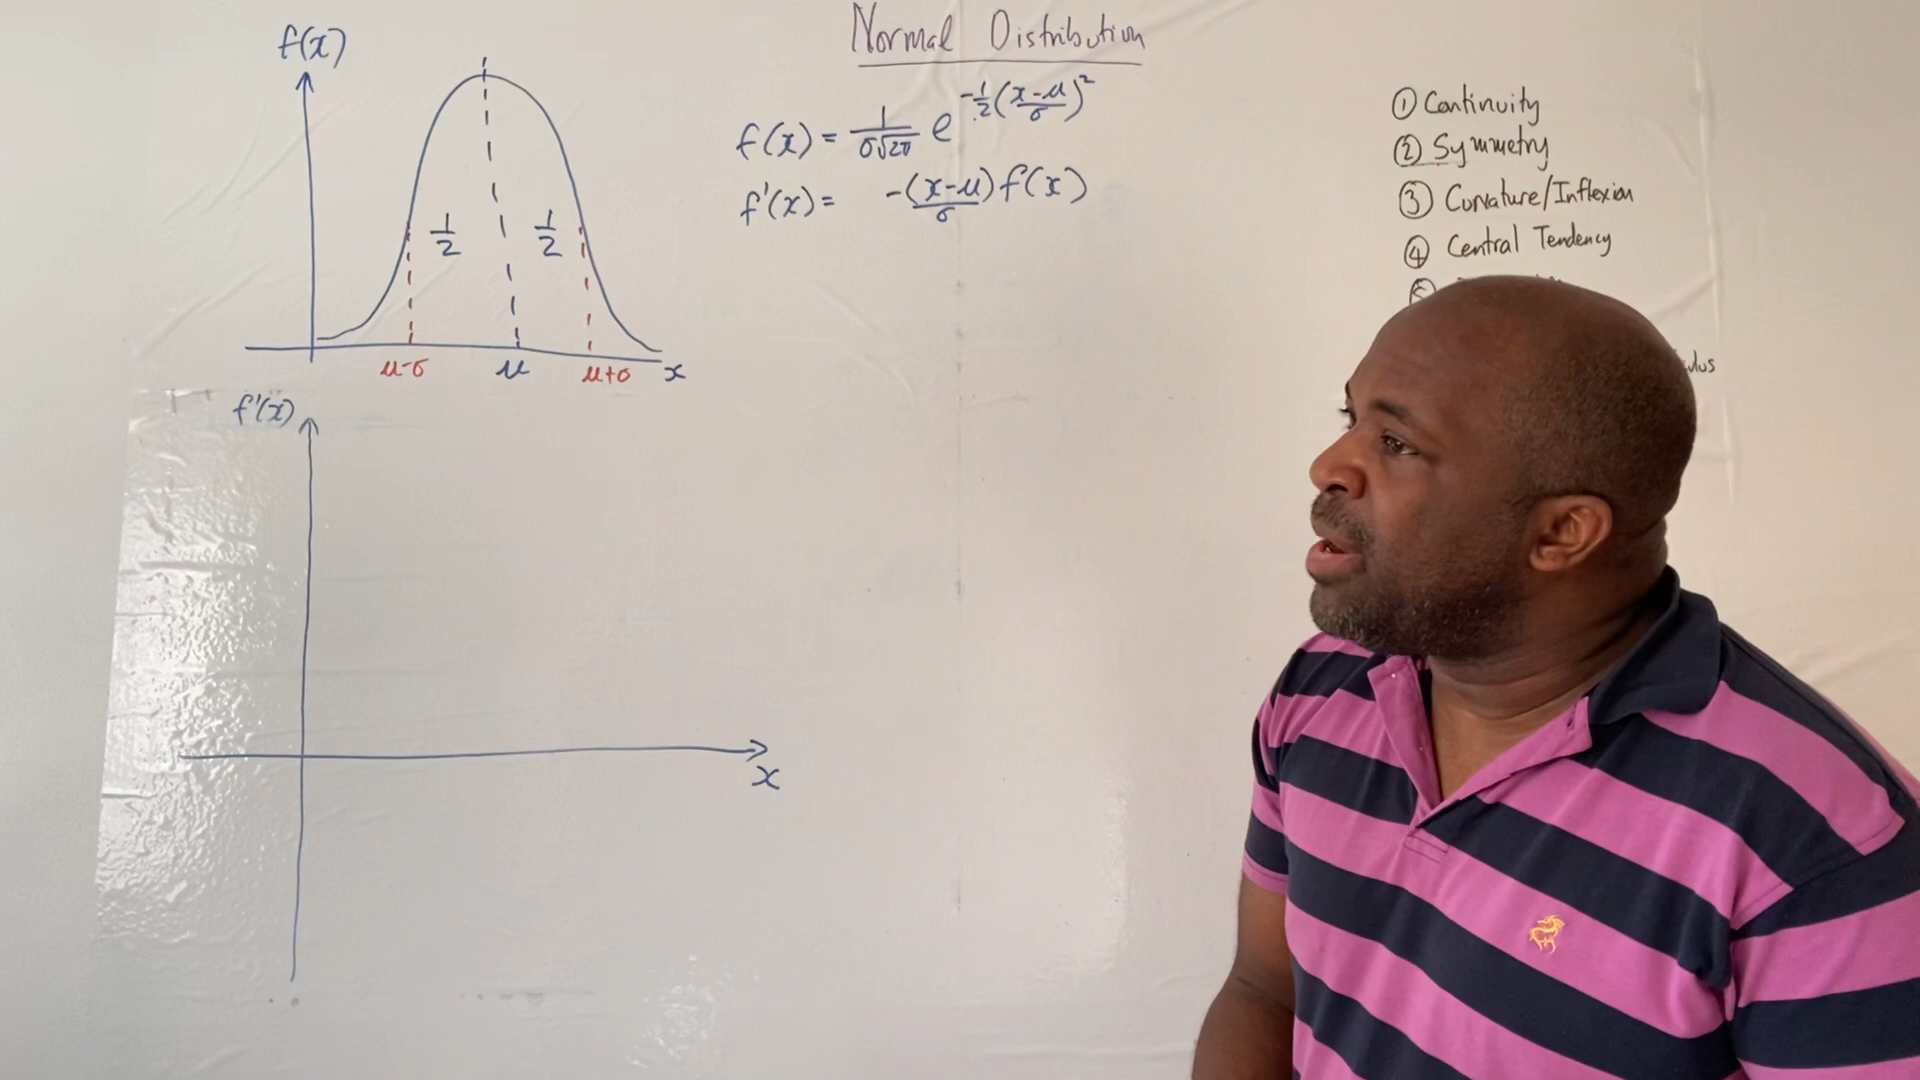 Normal Distribution
f(x)
f(x) = 1/σ√2π e^-1/2(x-μ/σ)^2
f'(x) = -(x-μ)/σ f(x)
1/2 1/2
μ-σ μ μ+σ x
① Continuity
② Symmetry
③ Curvature/Inflexion
④ Central Tendency
⑤
f'(x)
x